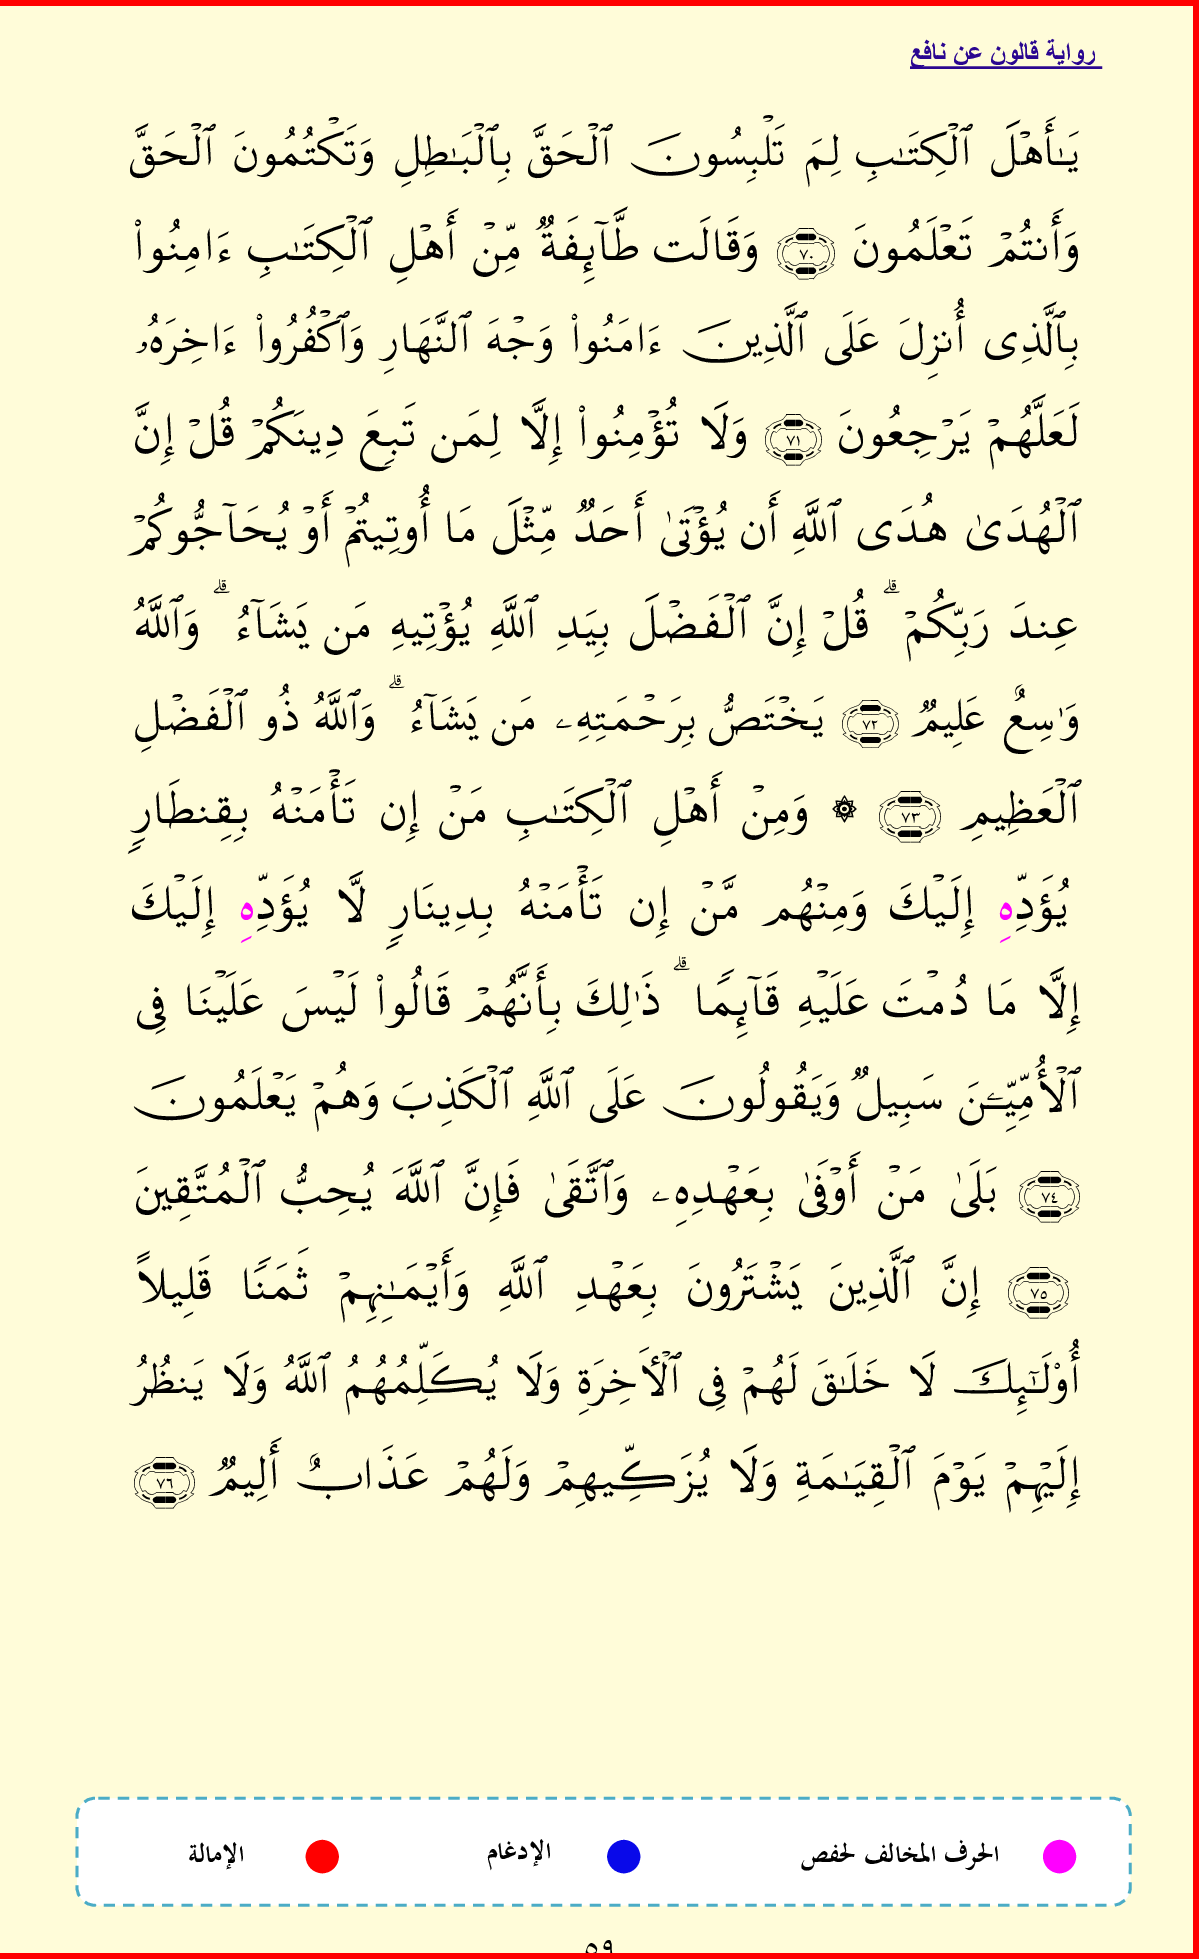 رواية قالون عن نافع
يَـٰٓأَهْلَ ٱلْكِتَـٰبِ لِمَ تَلْبِسُونَ ٱلْحَقَّ بِٱلْبَـٰطِلِ وَتَكْتُمُونَ ٱلْحَقَّ
وَأَنتُمْ تَعْلَمُونَ ٧٠ وَقَالَت طَّآئِفَةٌ مِّنْ أَهْلِ ٱلْكِتَـٰبِ ءَامِنُواْ
بِٱلَّذِى أُنزِلَ عَلَى ٱلَّذِينَ ءَامَنُواْ وَجْهَ ٱلنَّهَارِ وَٱكْفُرُواْ ءَاخِرَهُۥ
لَعَلَّهُمْ يَرْجِعُونَ ٧١ وَلَا تُؤْمِنُواْ إِلَّا لِمَن تَبِعَ دِينَكُمْ قُلْ إِنَّ
ٱلْهُدَىٰ هُدَى ٱللَّهِ أَن يُؤْتَىٰ أَحَدٌ مِّثْلَ مَا أُوتِيتُمْ أَوْ يُحَآجُّوكُمْ
عِندَ رَبِّكُمْ ۗ قُلْ إِنَّ ٱلْفَضْلَ بِيَدِ ٱللَّهِ يُؤْتِيهِ مَن يَشَآءُ ۗ وَٱللَّهُ
وَٰسِعٌ عَلِيمٌ ٧٢ يَخْتَصُّ بِرَحْمَتِهِۦ مَن يَشَآءُ ۗ وَٱللَّهُ ذُو ٱلْفَضْلِ
ٱلْعَظِيمِ ٧٣ ۞ وَمِنْ أَهْلِ ٱلْكِتَـٰبِ مَنْ إِن تَأْمَنْهُ بِقِنطَارٍ
يُؤَدِّهِ إِلَيْكَ وَمِنْهُم مَّنْ إِن تَأْمَنْهُ بِدِينَارٍ لَّا يُؤَدِّهِ إِلَيْكَ
إِلَّا مَا دُمْتَ عَلَيْهِ قَآئِمًا ۗ ذَٰلِكَ بِأَنَّهُمْ قَالُواْ لَيْسَ عَلَيْنَا فِى
ٱلْأُمِّيِّـۧنَ سَبِيلٌ وَيَقُولُونَ عَلَى ٱللَّهِ ٱلْكَذِبَ وَهُمْ يَعْلَمُونَ
٧٤ بَلَىٰ مَنْ أَوْفَىٰ بِعَهْدِهِۦ وَٱتَّقَىٰ فَإِنَّ ٱللَّهَ يُحِبُّ ٱلْمُتَّقِينَ
٧٥ إِنَّ ٱلَّذِينَ يَشْتَرُونَ بِعَهْدِ ٱللَّهِ وَأَيْمَـٰنِهِمْ ثَمَنًا قَلِيلاً
أُوْلَـٰٓئِكَ لَا خَلَـٰقَ لَهُمْ فِى ٱلْأَخِرَةِ وَلَا يُكَلِّمُهُمُ ٱللَّهُ وَلَا يَنظُرُ
إِلَيْهِمْ يَوْمَ ٱلْقِيَـٰمَةِ وَلَا يُزَكِّيهِمْ وَلَهُمْ عَذَابٌ أَلِيمٌ ٧٦
الحرف المخالف لحفص الإدغام الإمالة
٥٩